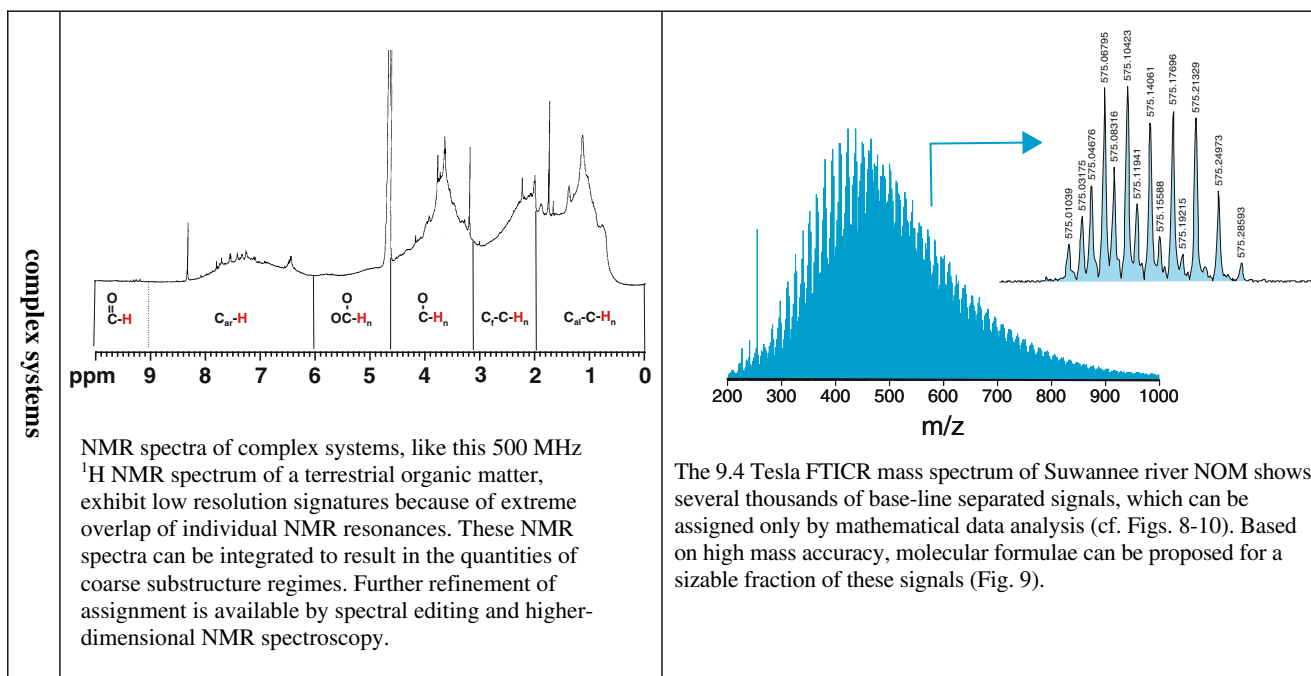 complex systems
O
C-H
Car-H
O
OC-Hn
O
C-Hn
Cf-C-Hn
Cal-C-Hn
ppm 9 8 7 6 5 4 3 2 1 0
NMR spectra of complex systems, like this 500 MHz
1H NMR spectrum of a terrestrial organic matter,
exhibit low resolution signatures because of extreme
overlap of individual NMR resonances. These NMR
spectra can be integrated to result in the quantities of
coarse substructure regimes. Further refinement of
assignment is available by spectral editing and higher-
dimensional NMR spectroscopy.
575.01039
575.03175
575.04676
575.06795
575.08316
575.10423
575.11941
575.14061
575.15588
575.17696
575.19215
575.21329
575.24973
575.28593
200 300 400 500 600 700 800 900 1000
m/z
The 9.4 Tesla FTICR mass spectrum of Suwannee river NOM shows
several thousands of base-line separated signals, which can be
assigned only by mathematical data analysis (cf. Figs. 8-10). Based
on high mass accuracy, molecular formulae can be proposed for a
sizable fraction of these signals (Fig. 9).